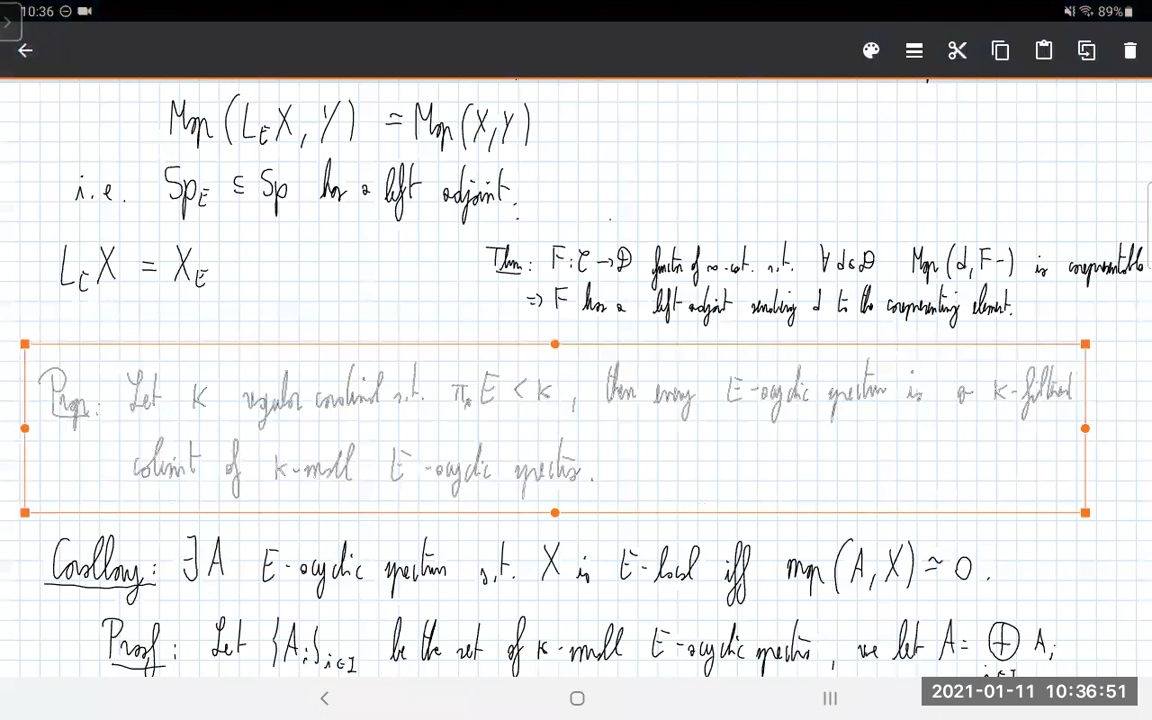 10:36
89%
Map (L_E X, Y) ≃ Map (X, Y)
i.e. Sp_E ⊆ Sp has a left adjoint.
L_E X = X_E
Thm: F: C → D functor of ∞-cat. s.t. ∀ d ∈ D Map (d, F-) is corepresentable
=> F has a left adjoint sending d to the corepresenting element.
Prop: Let κ regular cardinal s.t. π_* E < κ, then every E-acyclic spectrum is a κ-filtered
colimit of κ-small E-acyclic spectra.
Corollary: ∃ A E-acyclic spectrum s.t. X is E-local iff map (A, X) ≃ 0.
Proof: Let {A_i}_{i∈I} be the set of κ-small E-acyclic spectra, we let A = ⊕_{i∈I} A_i
2021-01-11 10:36:51